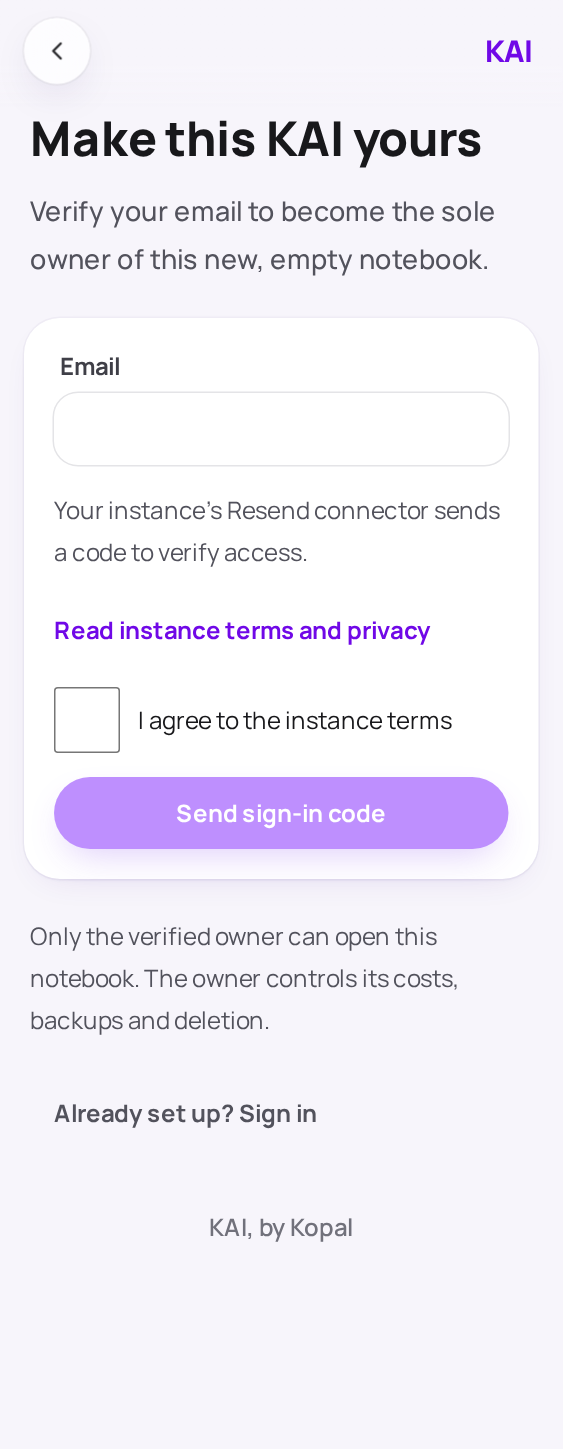 KAI
Make this KAI yours
Verify your email to become the sole
owner of this new, empty notebook.
Email
Your instance’s Resend connector sends
a code to verify access.
Read instance terms and privacy
I agree to the instance terms
Send sign-in code
Only the verified owner can open this
notebook. The owner controls its costs,
backups and deletion.
Already set up? Sign in
KAI, by Kopal